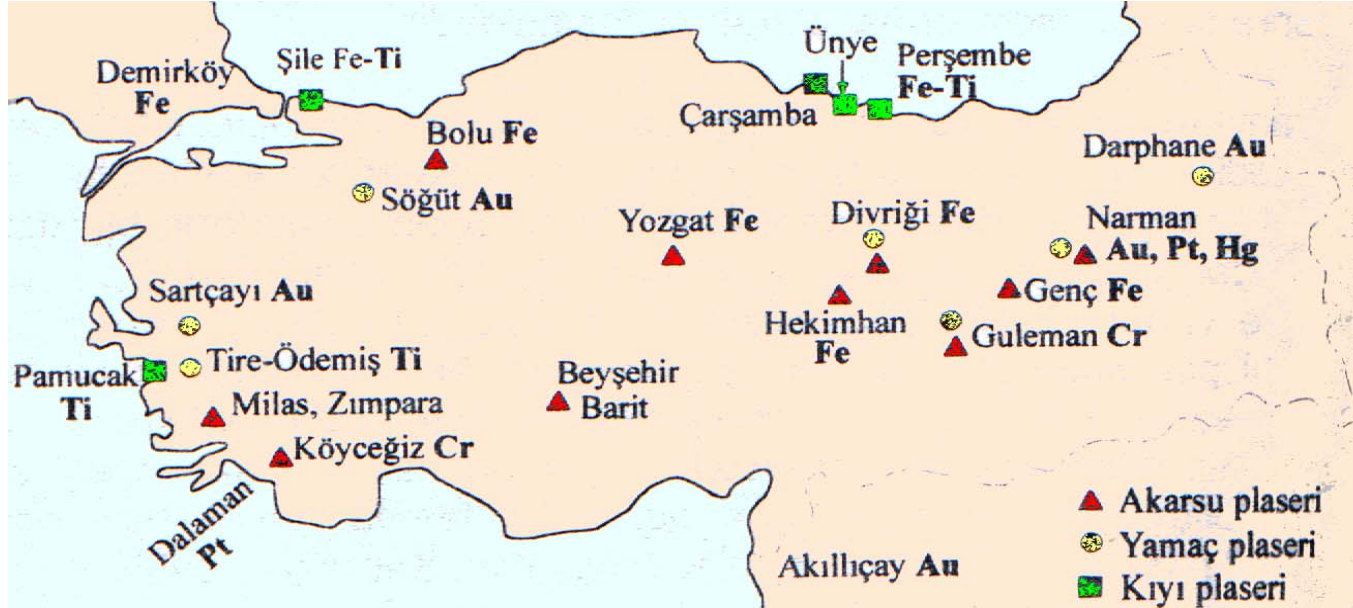 Ünye
Şile Fe-Ti
Demirköy
Fe
Perşembe
Fe-Ti
Çarşamba
Bolu Fe
Darphane Au
Söğüt Au
Yozgat Fe
Divriği Fe
Narman
Au, Pt, Hg
Sartçayı Au
Genç Fe
Hekimhan
Fe
Guleman Cr
Tire-Ödemiş Ti
Pamucak
Ti
Beyşehir
Barit
Milas, Zımpara
Köyceğiz Cr
Dalaman
Pt
Akıllıçay Au
Akarsu plaseri
Yamaç plaseri
Kıyı plaseri